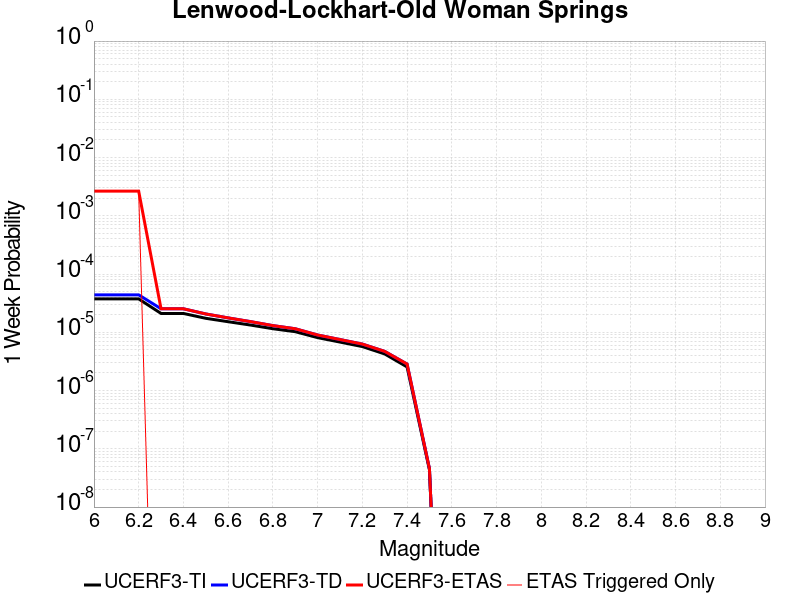 Lenwood-Lockhart-Old Woman Springs
10^0
10^-1
10^-2
10^-3
10^-4
10^-5
10^-6
10^-7
10^-8
1 Week Probability
6 6.2 6.4 6.6 6.8 7 7.2 7.4 7.6 7.8 8 8.2 8.4 8.6 8.8 9
Magnitude
UCERF3-TI UCERF3-TD UCERF3-ETAS ETAS Triggered Only